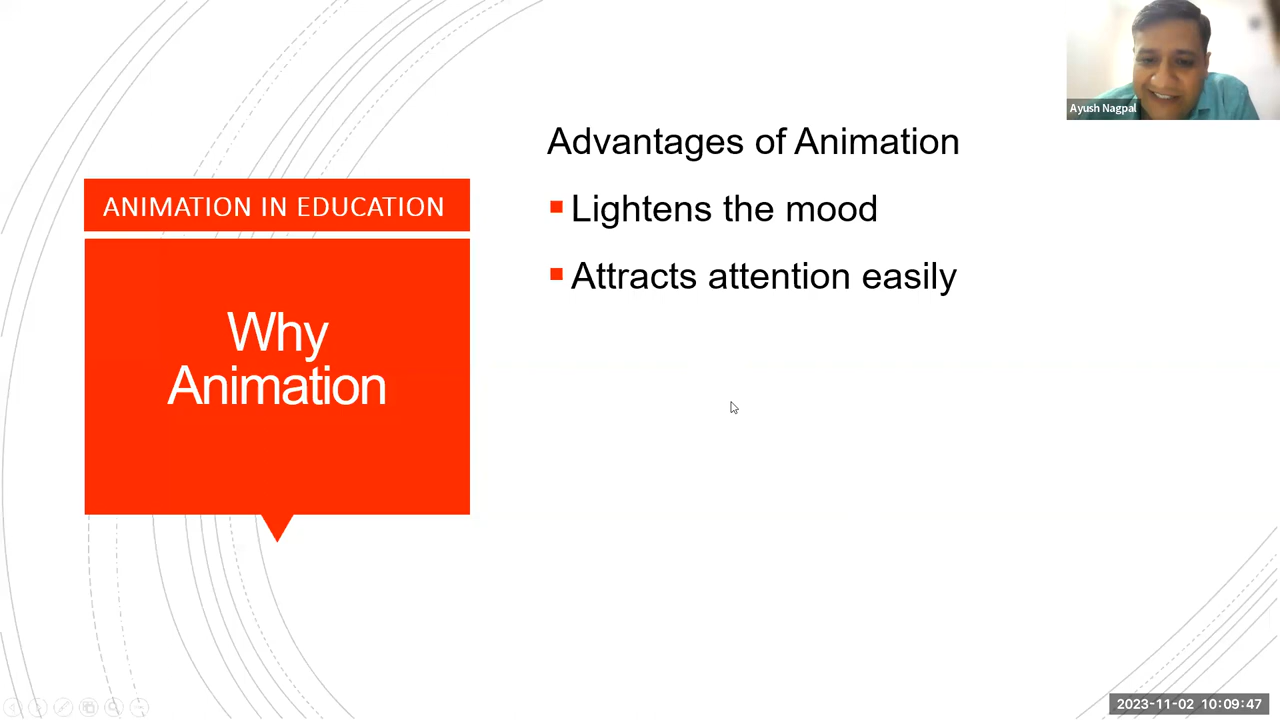 Ayush Nagpal
Advantages of Animation
ANIMATION IN EDUCATION
Lightens the mood
Attracts attention easily
Why
Animation
2023-11-02 10:09:47